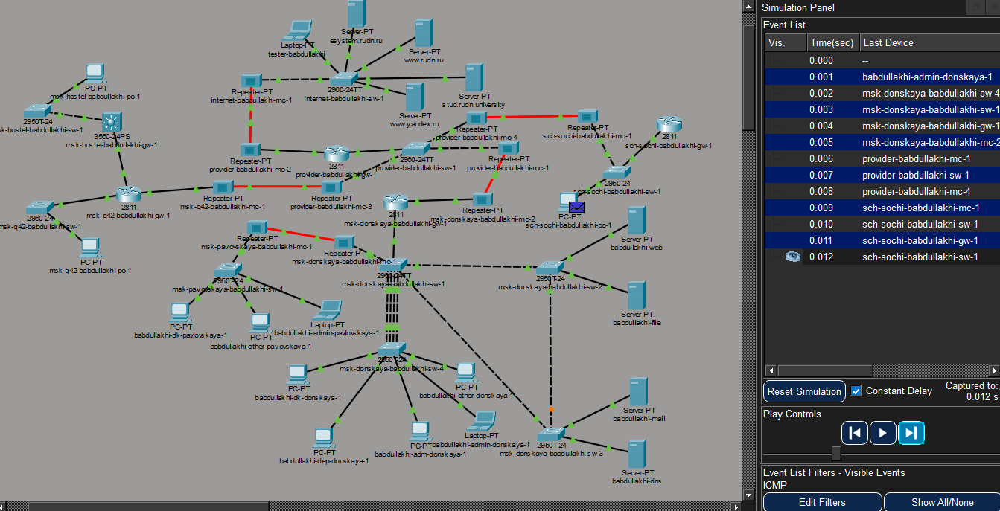 Simulation Panel
Event List
Vis.
Time(sec)
Last Device
0.000
--
0.001
babdullakhi-admin-donskaya-1
0.002
msk-donskaya-babdullakhi-sw-4
0.003
msk-donskaya-babdullakhi-sw-1
0.004
msk-donskaya-babdullakhi-gw-1
0.005
msk-donskaya-babdullakhi-mc-2
0.006
provider-babdullakhi-mc-1
0.007
provider-babdullakhi-sw-1
0.008
provider-babdullakhi-mc-4
0.009
sch-sochi-babdullakhi-mc-1
0.010
sch-sochi-babdullakhi-sw-1
0.011
sch-sochi-babdullakhi-gw-1
0.012
sch-sochi-babdullakhi-sw-1
Reset Simulation
Constant Delay
Captured to:
0.012 s
Play Controls
Event List Filters - Visible Events
ICMP
Edit Filters
Show All/None
Server-PT
esystem.rudn.ru
Laptop-PT
tester-babdullakhi
Server-PT
www.rudn.ru
PC-PT
msk-hostel-babdullakhi-pc-1
Repeater-PT
internet-babdullakhi-mc-1
2960-24TT
internet-babdullakhi-sw-1
Server-PT
stud.rudn.university
Server-PT
www.yandex.ru
2950T-24
sk-hostel-babdullakhi-sw-1
3560-24PS
msk-hostel-babdullakhi-gw-1
Repeater-PT
provider-babdullakhi-mc-4
Repeater-PT
sch-sochi-babdullakhi-mc-1
2811
sch-sochi-babdullakhi-gw-1
Repeater-PT
provider-babdullakhi-mc-2
2811
provider-babdullakhi-gw-1
2960-24TT
provider-babdullakhi-sw-1
Repeater-PT
provider-babdullakhi-mc-1
2950-24
sch-sochi-babdullakhi-sw-1
2811
msk-q42-babdullakhi-gw-1
Repeater-PT
msk-q42-babdullakhi-mc-1
Repeater-PT
provider-babdullakhi-mc-3
2811
msk-donskaya-babdullakhi-gw-1
Repeater-PT
msk-donskaya-babdullakhi-mc-2
PC-PT
sch-sochi-babdullakhi-pc-1
2950-24
msk-q42-babdullakhi-sw-1
PC-PT
msk-q42-babdullakhi-pc-1
Repeater-PT
msk-pavlovskaya-babdullakhi-mc-1
Repeater-PT
msk-donskaya-babdullakhi-mc-1
Server-PT
babdullakhi-web
2950T-24
msk-pavlovskaya-babdullakhi-sw-1
2960-24TT
msk-donskaya-babdullakhi-sw-1
2950T-24
msk-donskaya-babdullakhi-sw-2
Server-PT
babdullakhi-file
PC-PT
babdullakhi-dk-pavlovskaya-1
PC-PT
babdullakhi-other-pavlovskaya-1
Laptop-PT
babdullakhi-admin-pavlovskaya-1
2950T-24
msk-donskaya-babdullakhi-sw-4
PC-PT
babdullakhi-dk-donskaya-1
PC-PT
babdullakhi-other-donskaya-1
Server-PT
babdullakhi-mail
PC-PT
babdullakhi-dep-donskaya-1
PC-PT
babdullakhi-adm-donskaya-1
Laptop-PT
babdullakhi-admin-donskaya-1
2950T-24
msk-donskaya-babdullakhi-sw-3
Server-PT
babdullakhi-dns